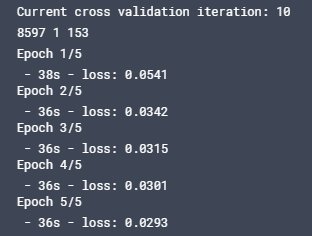 Current cross validation iteration: 10
8597 1 153
Epoch 1/5
- 38s - loss: 0.0541
Epoch 2/5
- 36s - loss: 0.0342
Epoch 3/5
- 36s - loss: 0.0315
Epoch 4/5
- 36s - loss: 0.0301
Epoch 5/5
- 36s - loss: 0.0293